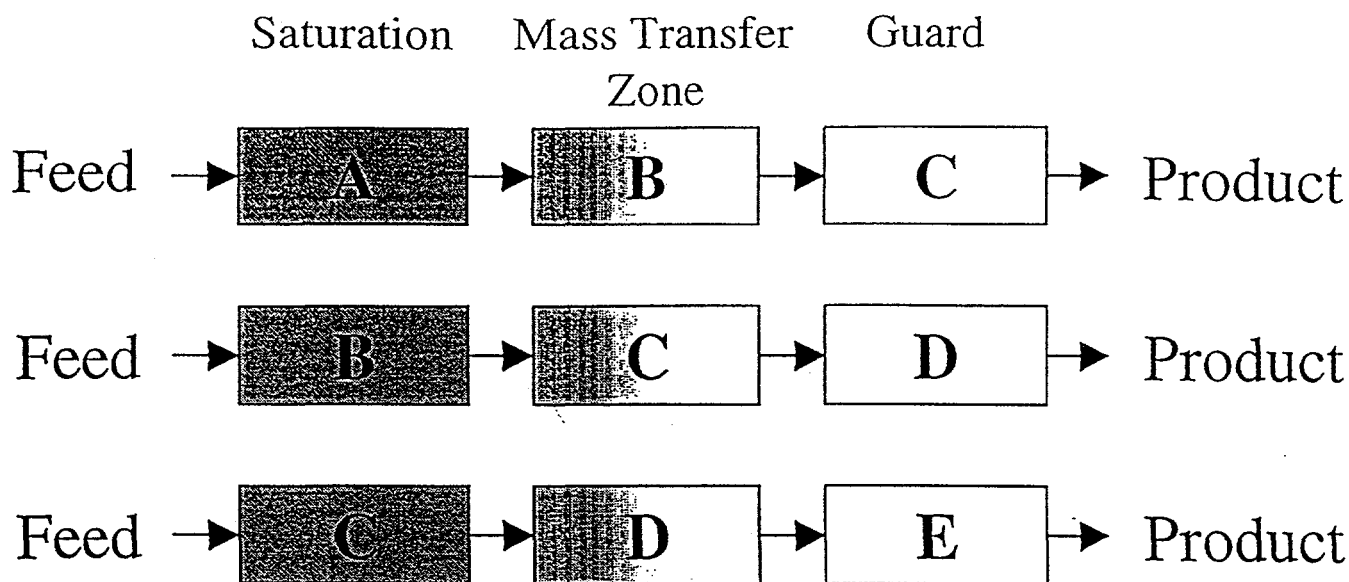 Saturation Mass Transfer Zone Guard
Feed A B C Product
Feed B C D Product
Feed C D E Product